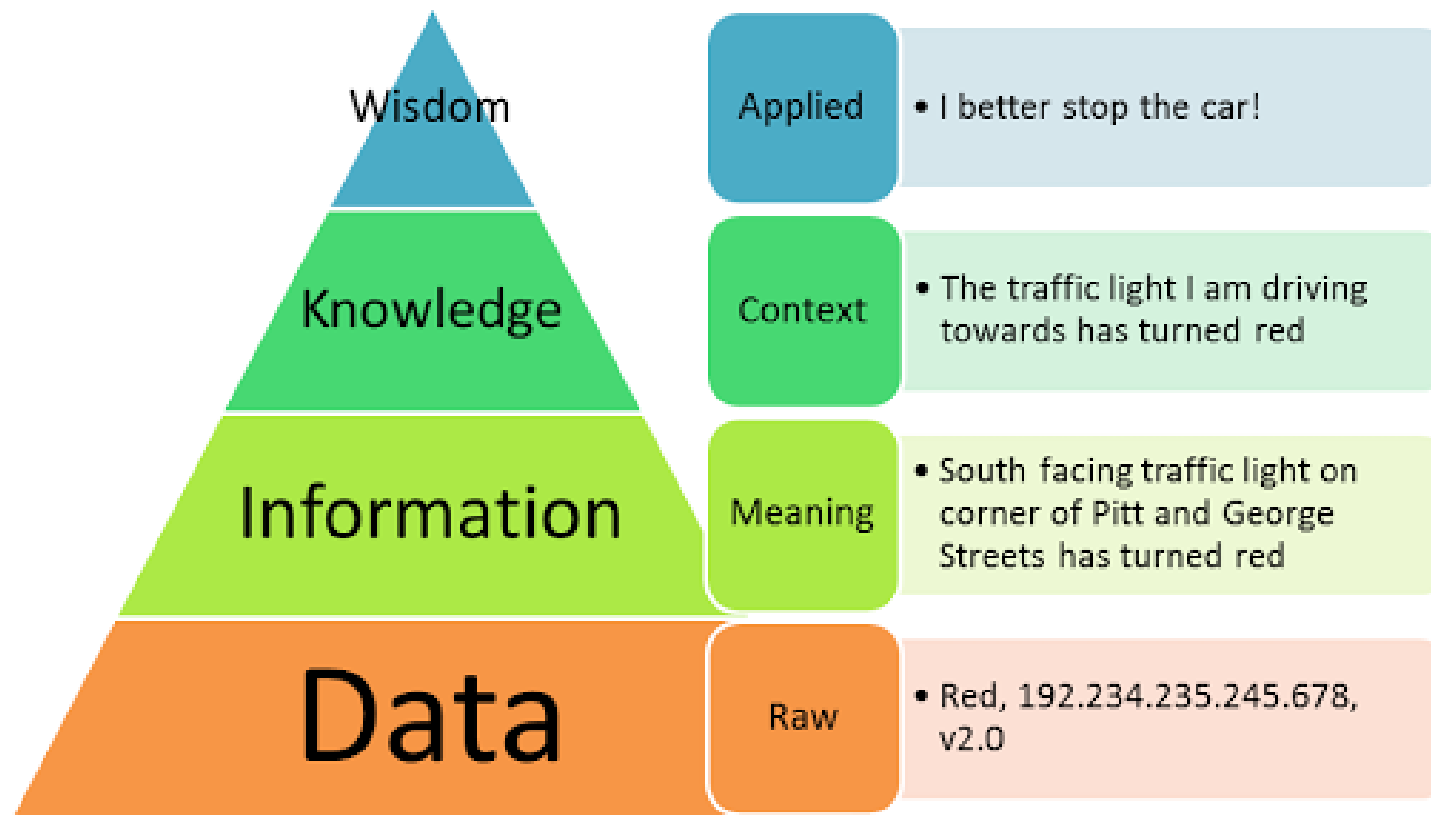 Wisdom
Applied
• I better stop the car!
Knowledge
Context
• The traffic light I am driving
towards has turned red
Information
Meaning
• South facing traffic light on
corner of Pitt and George
Streets has turned red
Data
Raw
• Red, 192.234.235.245.678,
v2.0